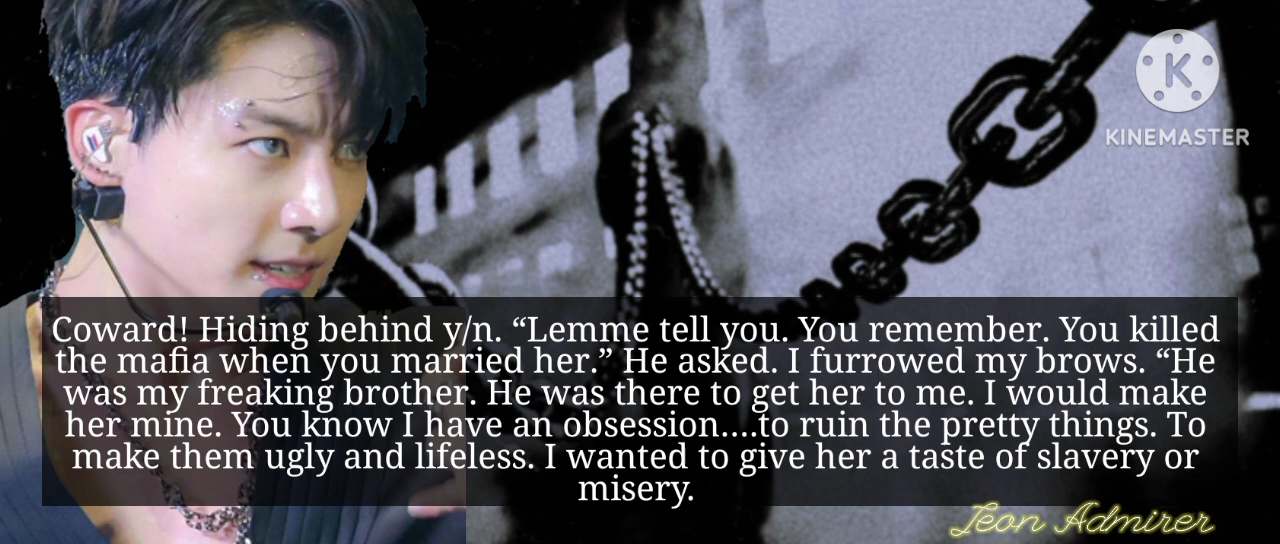 KINEMASTER
Coward! Hiding behind y/n. “Lemme tell you. You remember. You killed
the mafia when you married her.” He asked. I furrowed my brows. “He
was my freaking brother. He was there to get her to me. I would make
her mine. You know I have an obsession….to ruin the pretty things. To
make them ugly and lifeless. I wanted to give her a taste of slavery or
misery.
Jeon Admirer